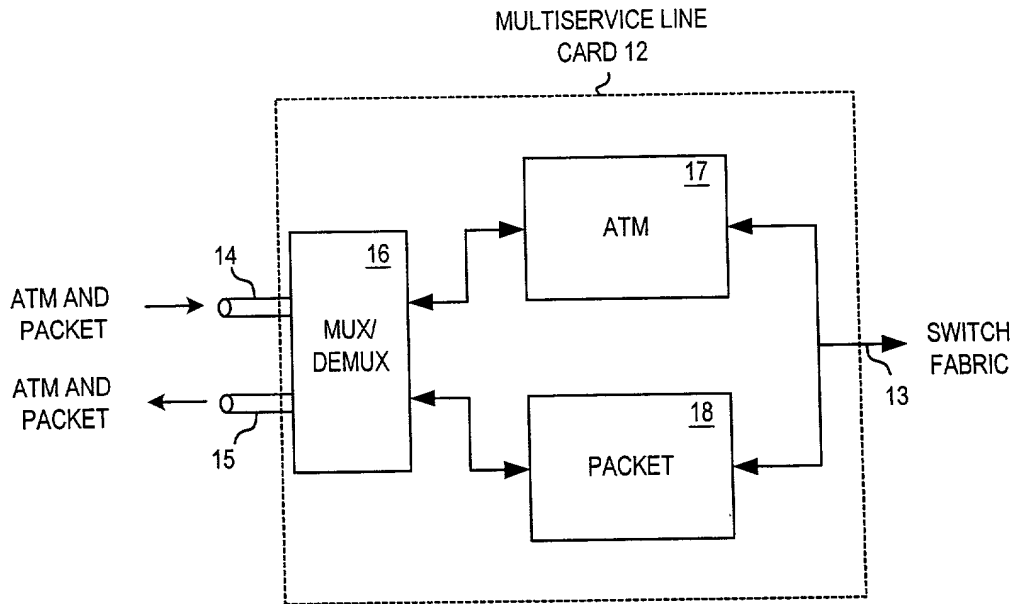 MULTISERVICE LINE
CARD 12
17
ATM
14
16
ATM AND
PACKET
MUX/
DEMUX
SWITCH
FABRIC
13
ATM AND
PACKET
15
18
PACKET